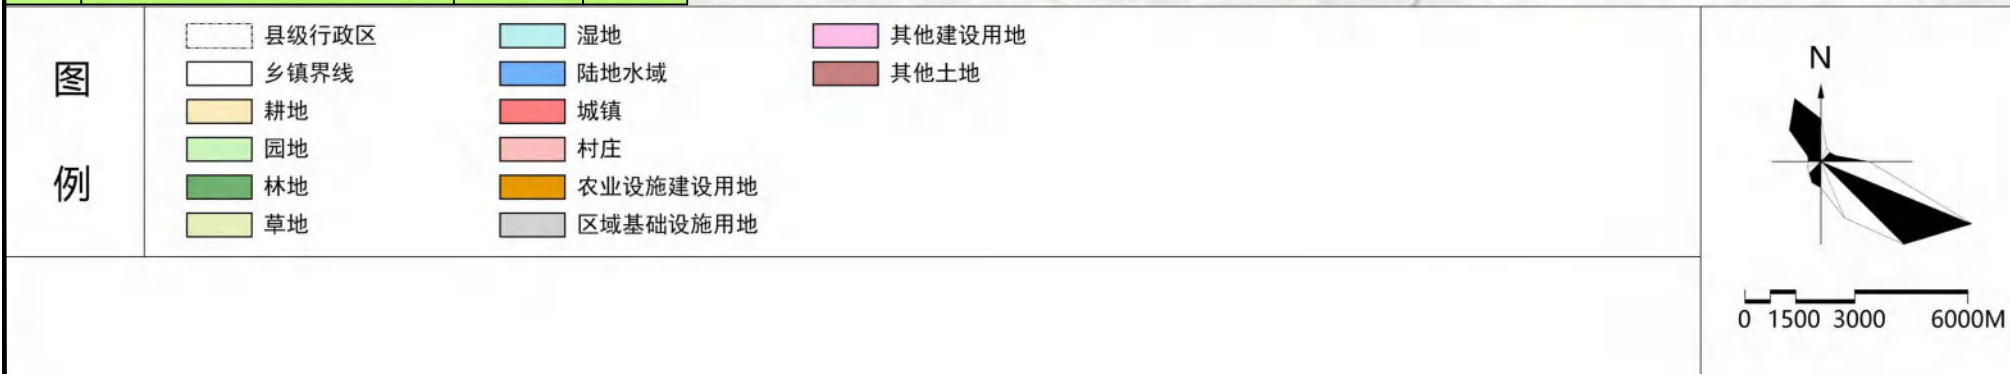 图例
县级行政区
乡镇界线
耕地
园地
林地
草地
湿地
陆地水域
城镇
村庄
农业设施建设用地
区域基础设施用地
其他建设用地
其他土地
N
0 1500 3000 6000M